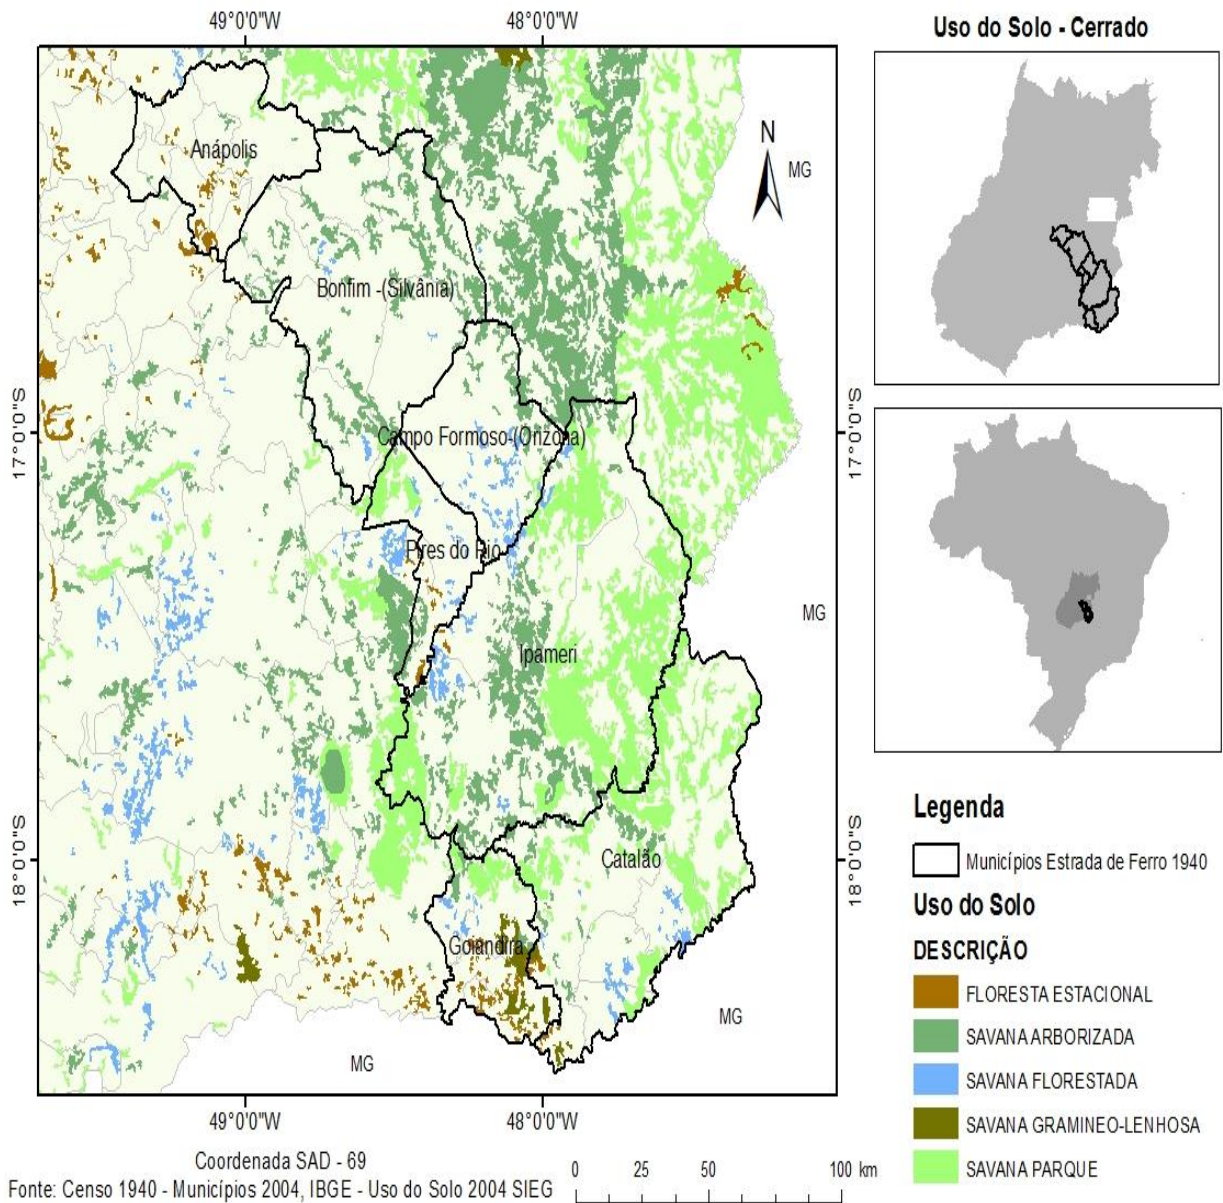 49°0'0"W
48°0'0"W
Uso do Solo - Cerrado
Anápolis
N
MG
Bonfim -(Silvânia)
17°0'0"S
Campo Formoso-(Orizona)
17°0'0"S
Pires do Rio
MG
Ipameri
Legenda
18°0'0"S
Catalão
18°0'0"S
Municípios Estrada de Ferro 1940
Uso do Solo
Goiandira
DESCRIÇÃO
FLORESTA ESTACIONAL
MG
SAVANA ARBORIZADA
MG
SAVANA FLORESTADA
49°0'0"W
48°0'0"W
SAVANA GRAMINEO-LENHOSA
Coordenada SAD - 69
0 25 50 100 km
SAVANA PARQUE
Fonte: Censo 1940 - Municípios 2004, IBGE - Uso do Solo 2004 SIEG